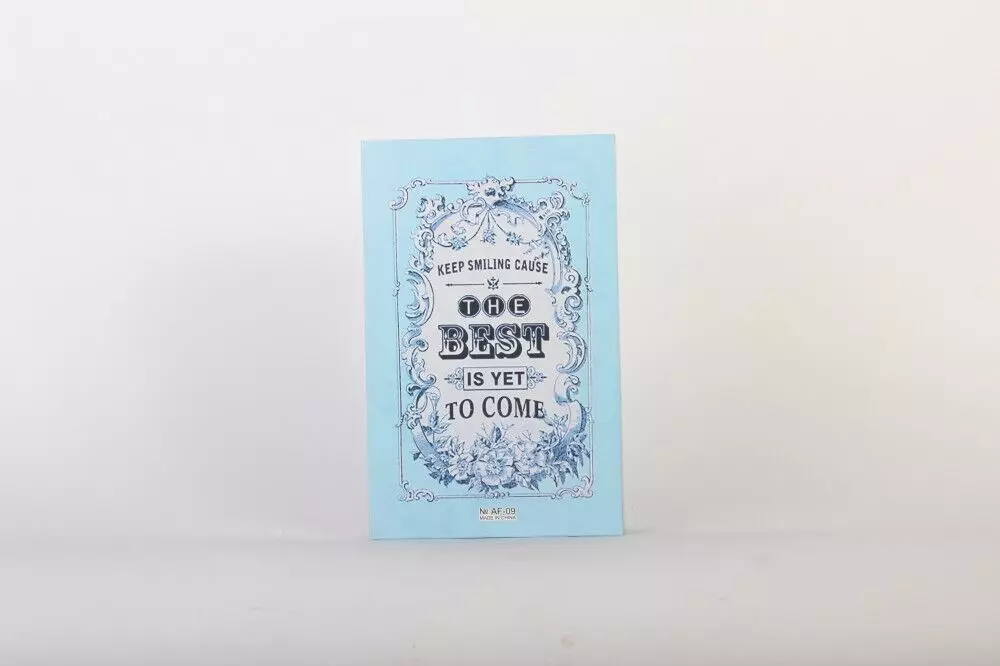 KEEP SMILING CAUSE
THE
BEST
IS YET
TO COME
№ AF-09
MADE IN CHINA